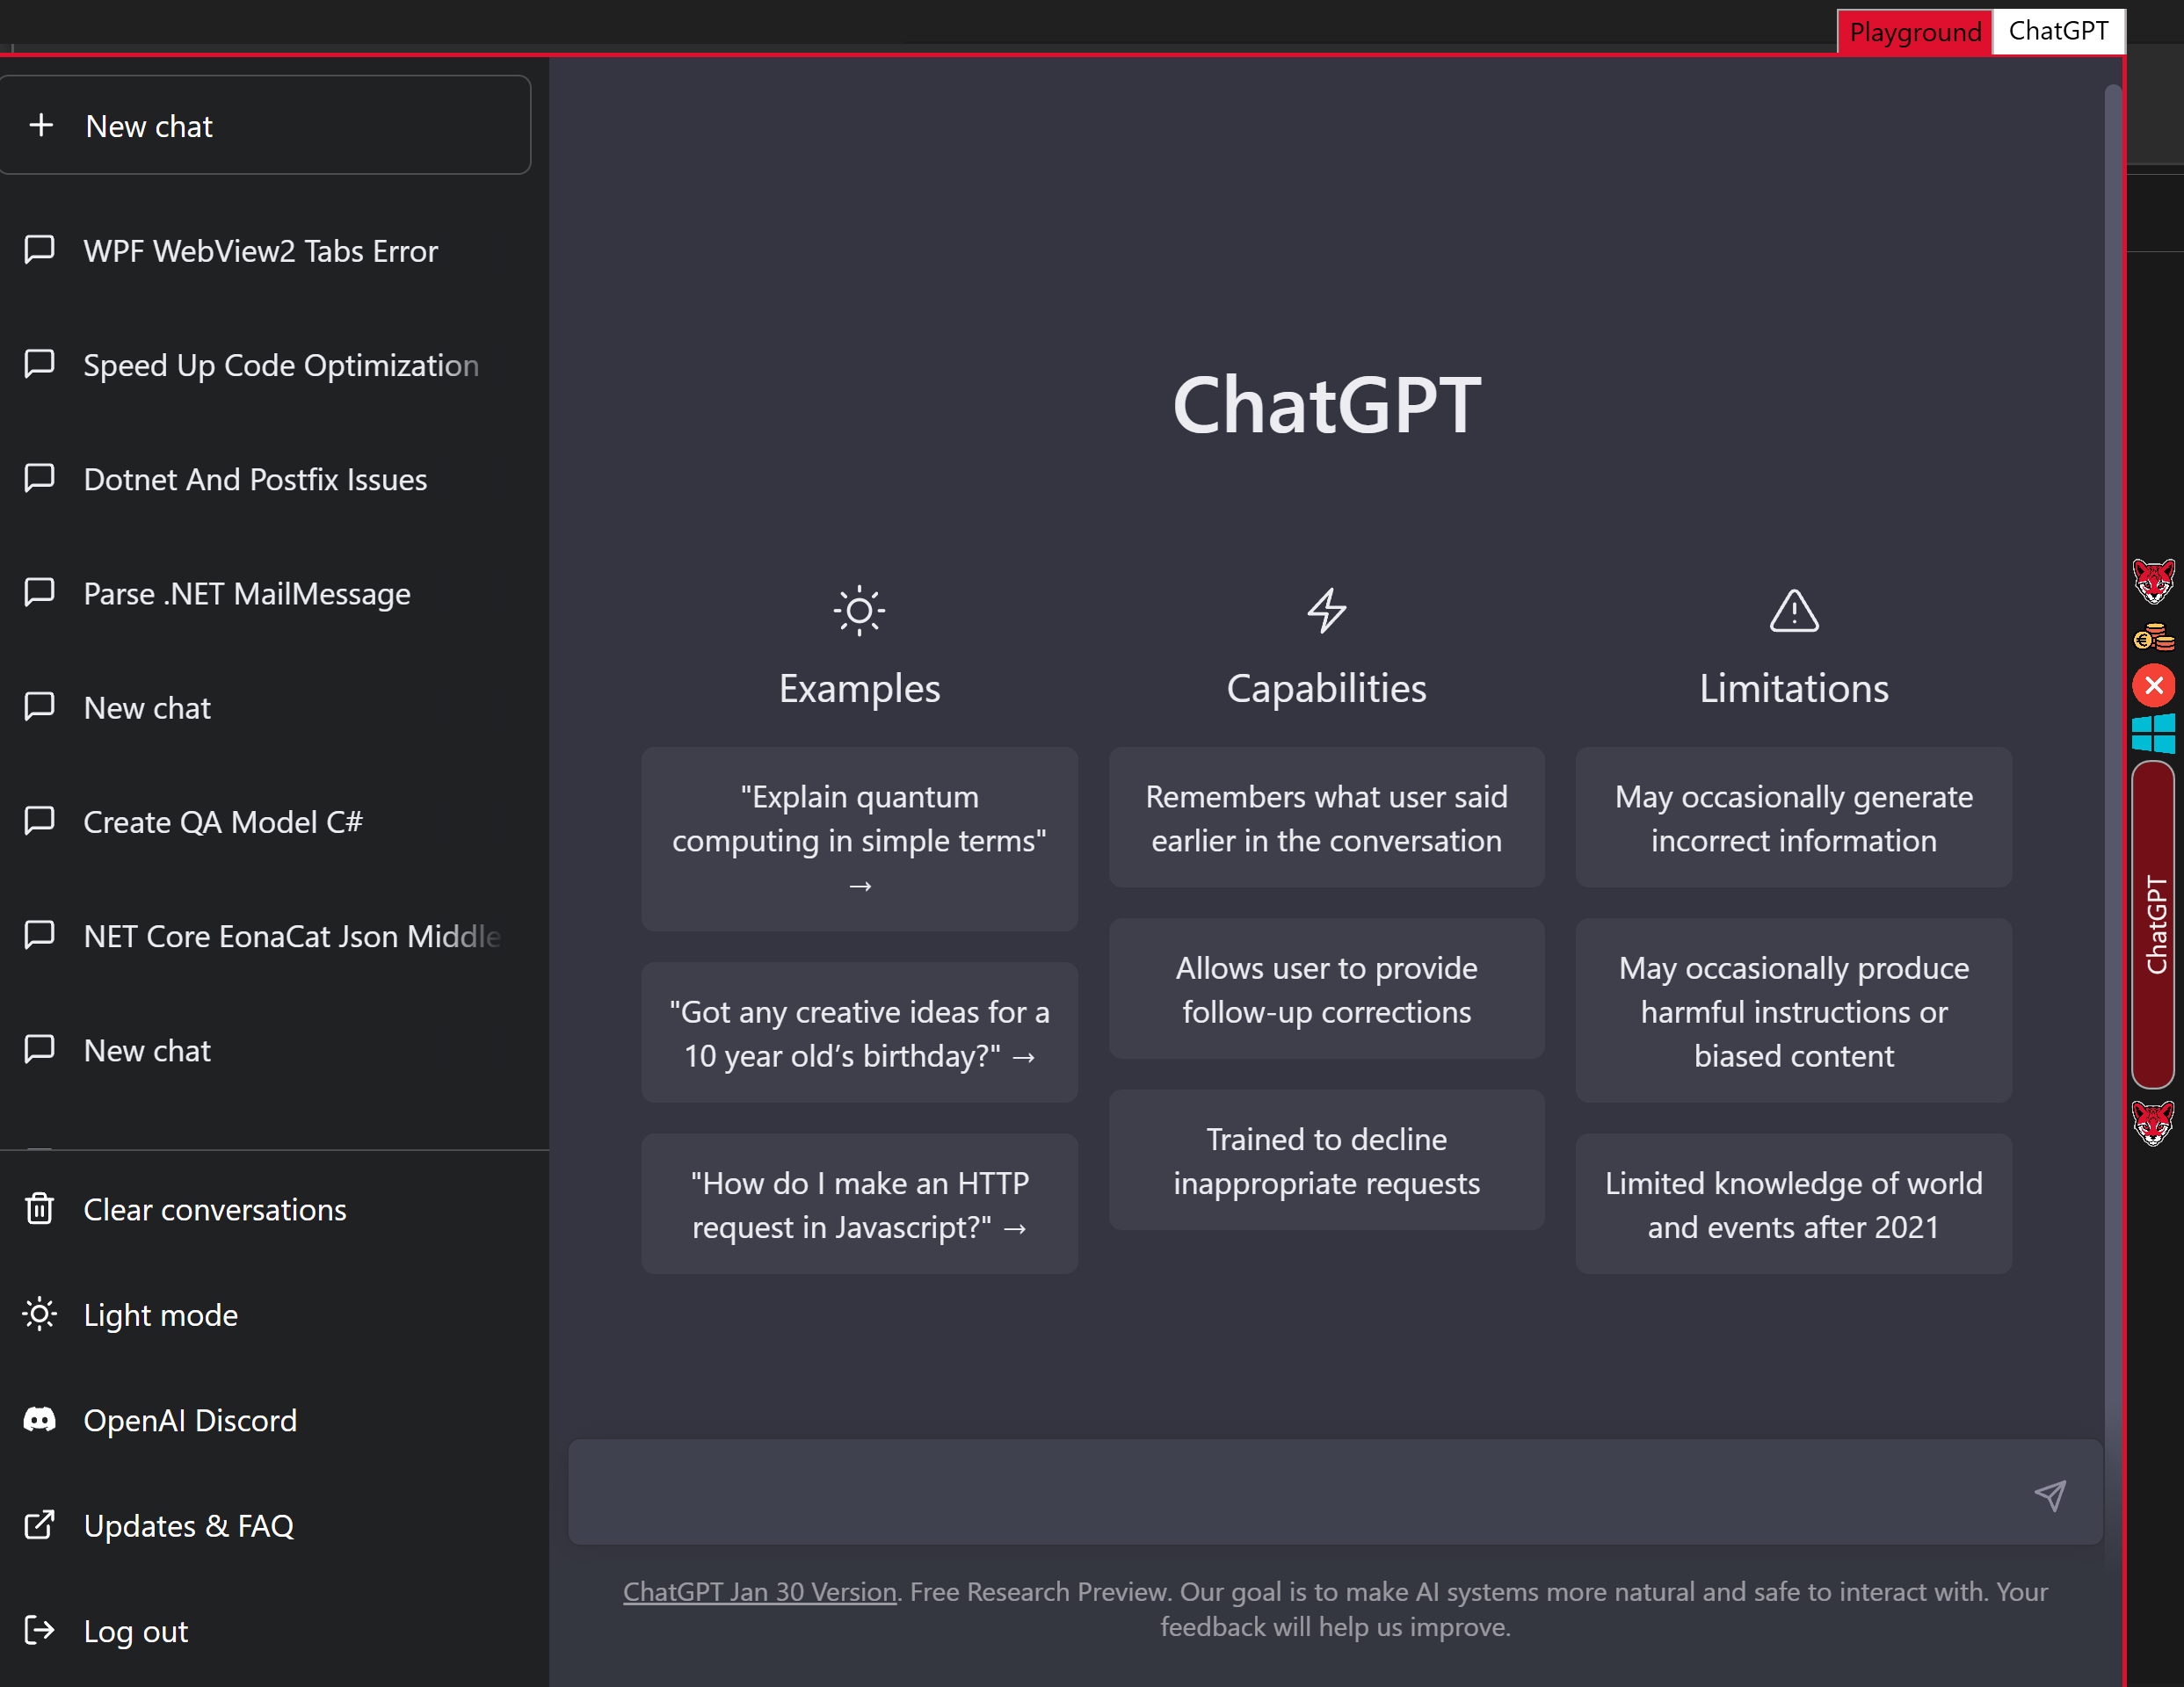 Playground
ChatGPT
New chat
WPF WebView2 Tabs Error
Speed Up Code Optimization
Dotnet And Postfix Issues
Parse .NET MailMessage
New chat
Create QA Model C#
NET Core EonaCat Json Middle
New chat
Clear conversations
Light mode
OpenAI Discord
Updates & FAQ
Log out
ChatGPT
Examples
"Explain quantum
computing in simple terms"
→
"Got any creative ideas for a
10 year old’s birthday?" →
"How do I make an HTTP
request in Javascript?" →
Capabilities
Remembers what user said
earlier in the conversation
Allows user to provide
follow-up corrections
Trained to decline
inappropriate requests
Limitations
May occasionally generate
incorrect information
May occasionally produce
harmful instructions or
biased content
Limited knowledge of world
and events after 2021
ChatGPT Jan 30 Version. Free Research Preview. Our goal is to make AI systems more natural and safe to interact with. Your
feedback will help us improve.
ChatGPT